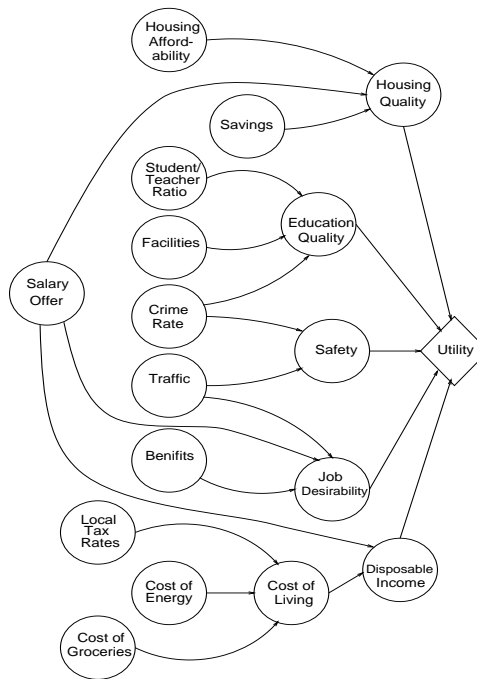 Housing
Afford-
ability
Housing
Quality
Savings
Student/
Teacher
Ratio
Education
Quality
Facilities
Salary
Offer
Crime
Rate
Safety
Utility
Traffic
Benifits
Job
Desirability
Local
Tax
Rates
Disposable
Income
Cost of
Energy
Cost of
Living
Cost of
Groceries